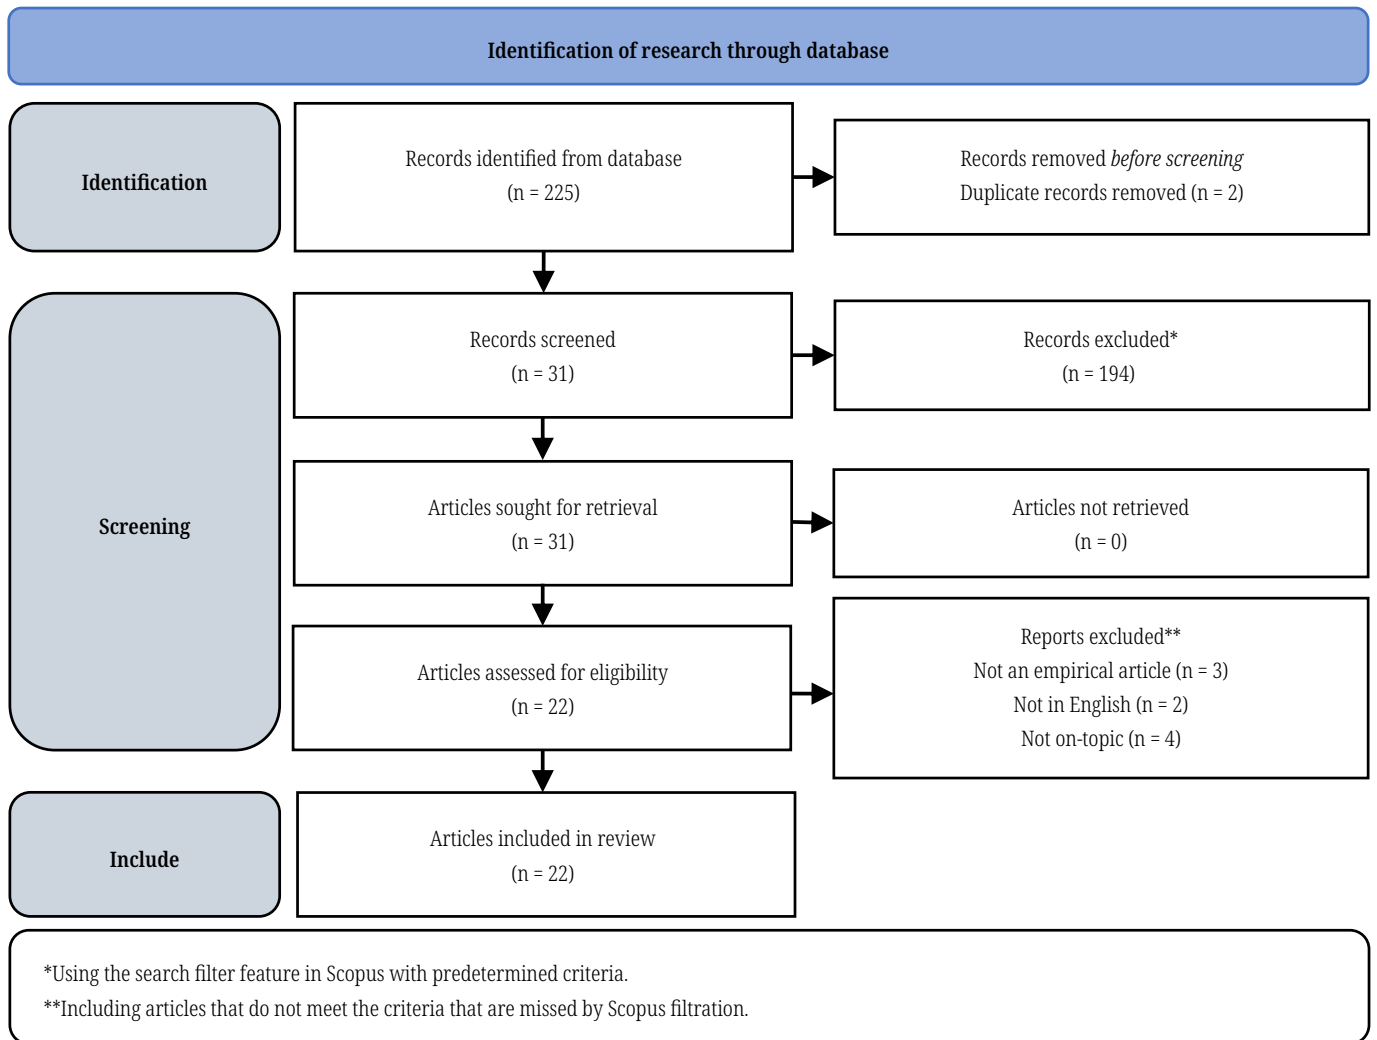 Identification of research through database
Identification
Records identified from database
(n = 225)
Records removed before screening
Duplicate records removed (n = 2)
Screening
Records screened
(n = 31)
Records excluded*
(n = 194)
Articles sought for retrieval
(n = 31)
Articles not retrieved
(n = 0)
Articles assessed for eligibility
(n = 22)
Reports excluded**
Not an empirical article (n = 3)
Not in English (n = 2)
Not on-topic (n = 4)
Include
Articles included in review
(n = 22)
*Using the search filter feature in Scopus with predetermined criteria.
**Including articles that do not meet the criteria that are missed by Scopus filtration.